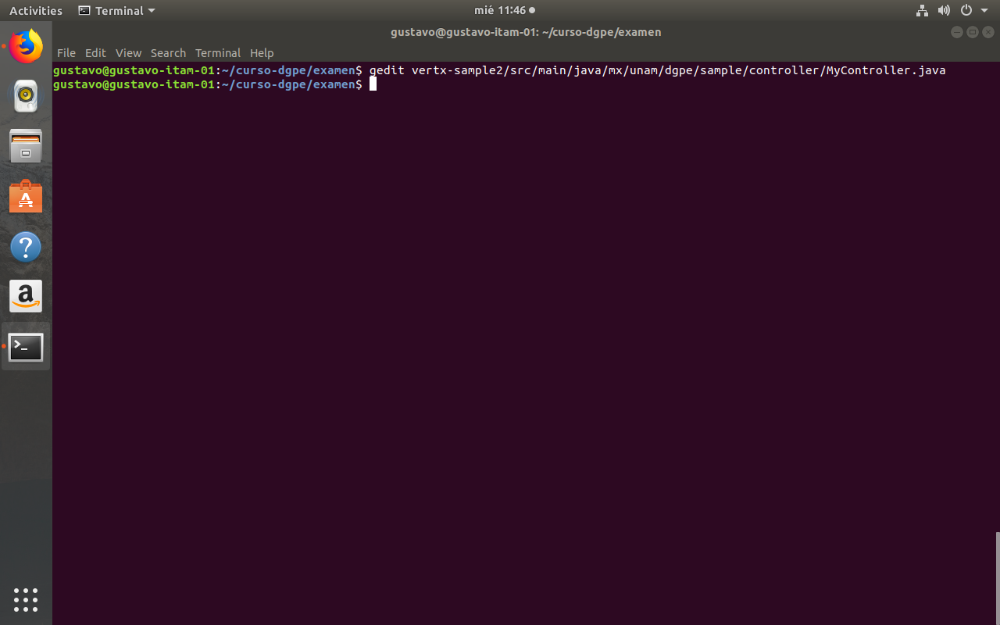 Activities Terminal mié 11:46
gustavo@gustavo-itam-01: ~/curso-dgpe/examen
File Edit View Search Terminal Help
gustavo@gustavo-itam-01:~/curso-dgpe/examen$ gedit vertx-sample2/src/main/java/mx/unam/dgpe/sample/controller/MyController.java
gustavo@gustavo-itam-01:~/curso-dgpe/examen$